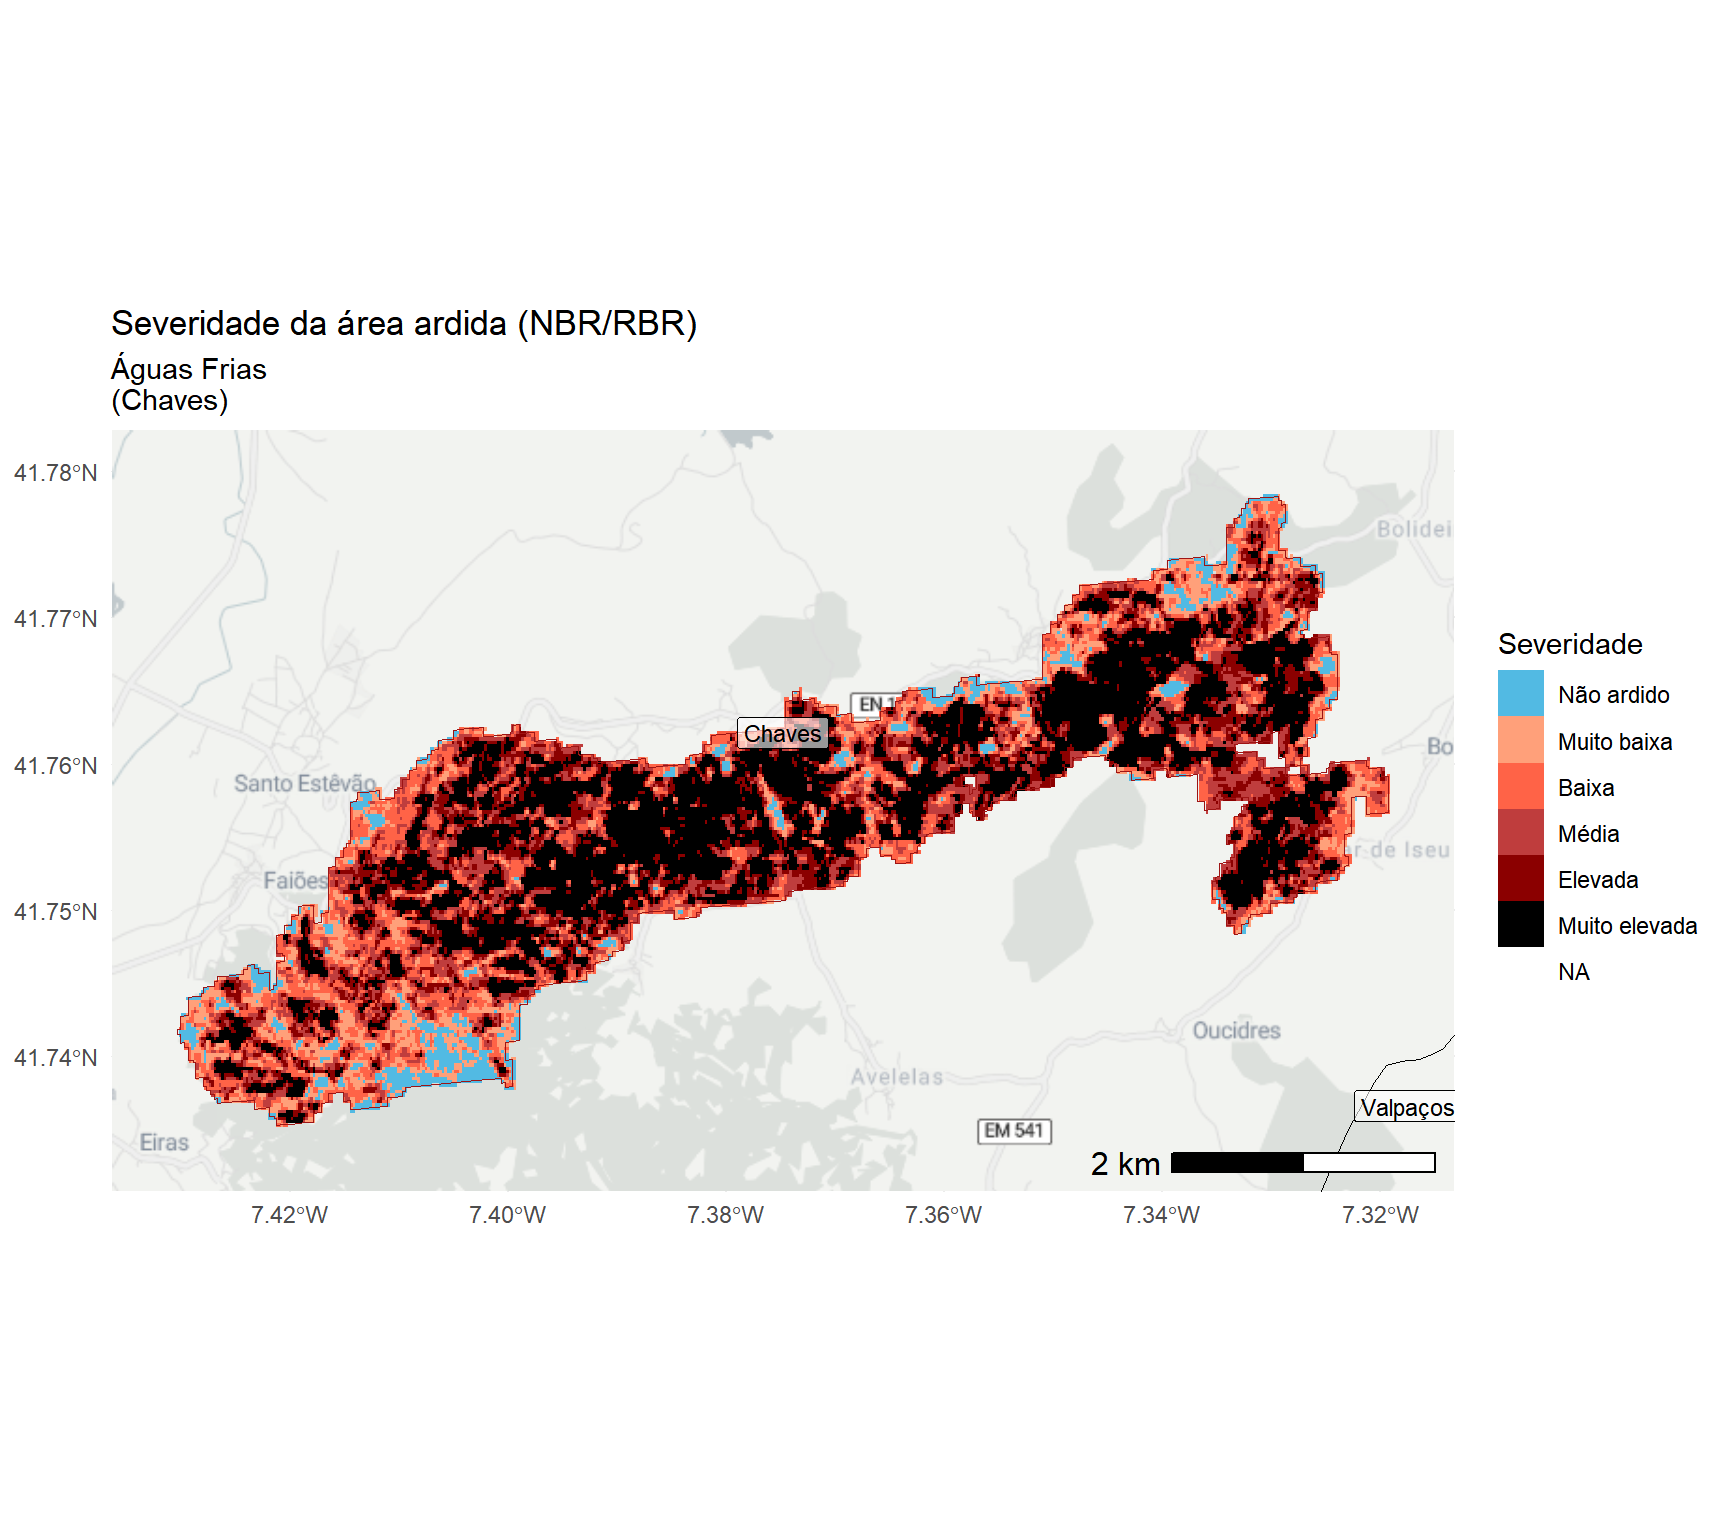 Severidade da área ardida (NBR/RBR)
Águas Frias
(Chaves)
41.78°N
41.77°N
41.76°N
41.75°N
41.74°N
Bolidei
EN 1
Chaves
Bo
Santo Estêvão
Faiões
r de Iseu
Oucidres
Avelelas
Valpaços
EM 541
Eiras
2 km
7.42°W
7.40°W
7.38°W
7.36°W
7.34°W
7.32°W
Severidade
Não ardido
Muito baixa
Baixa
Média
Elevada
Muito elevada
NA